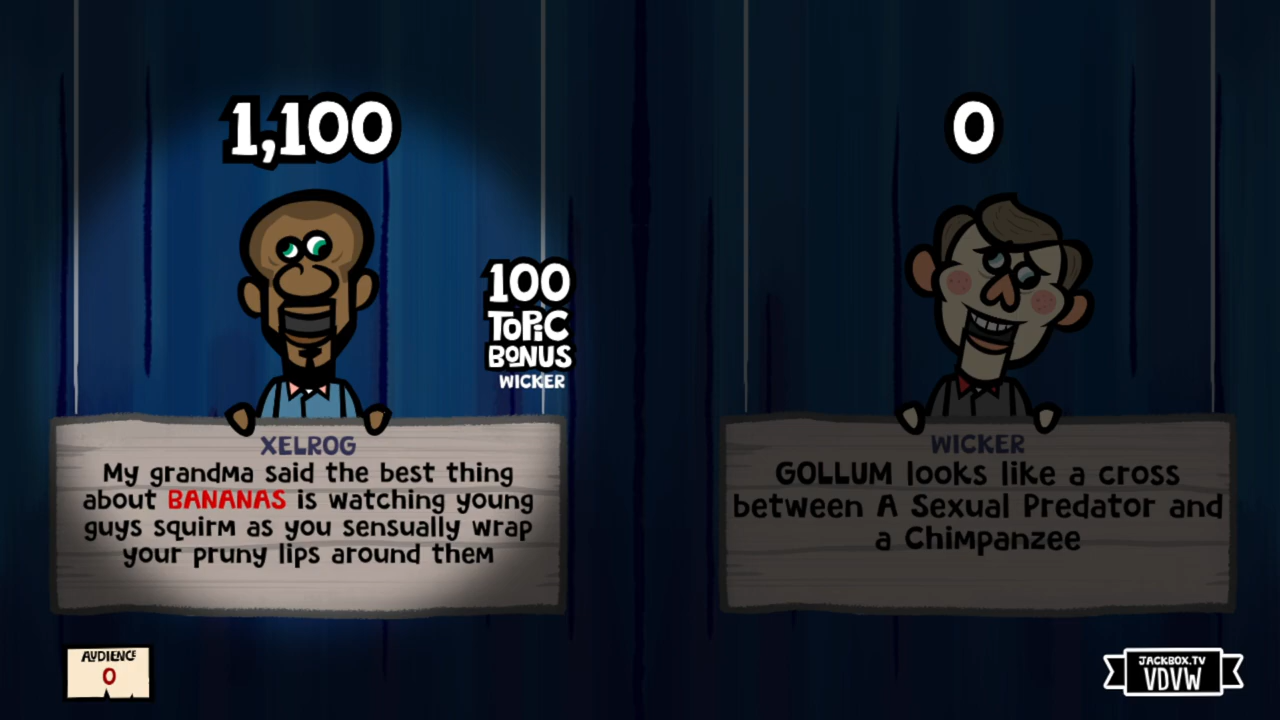 1,100
0
100
TOPIC
BONUS
WICKER
XELROG
My grandma said the best thing
about BANANAS is watching young
guys squirm as you sensually wrap
your pruny lips around them
WICKER
GOLLUM looks like a cross
between A Sexual Predator and
a Chimpanzee
AUDIENCE
0
JACKBOX.TV
VDVW